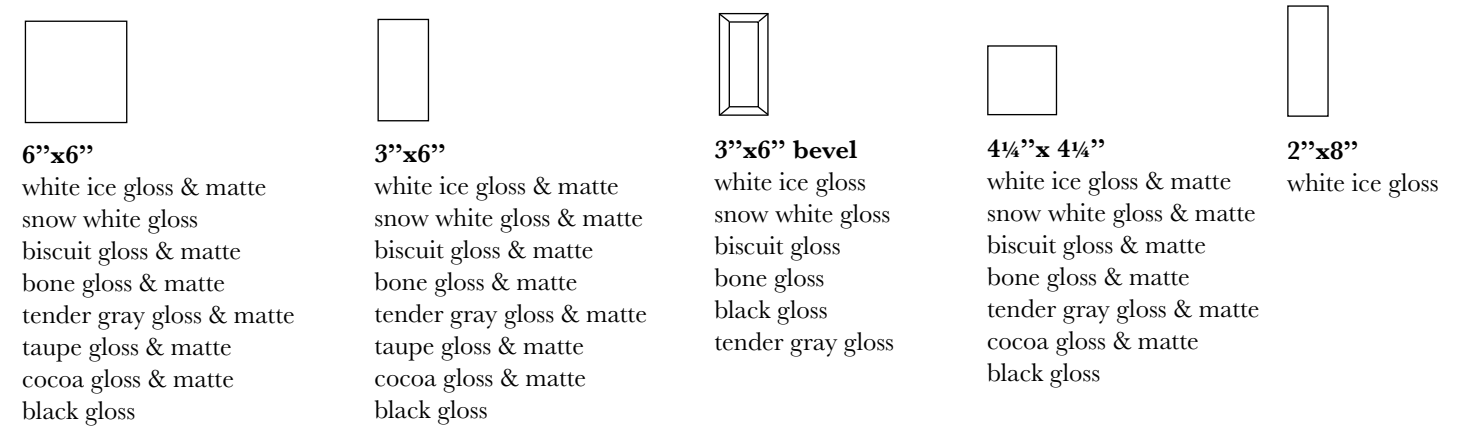 6”x6”
white ice gloss & matte
snow white gloss
biscuit gloss & matte
bone gloss & matte
tender gray gloss & matte
taupe gloss & matte
cocoa gloss & matte
black gloss
3”x6”
white ice gloss & matte
snow white gloss & matte
biscuit gloss & matte
bone gloss & matte
tender gray gloss & matte
taupe gloss & matte
cocoa gloss & matte
black gloss
3”x6” bevel
white ice gloss
snow white gloss
biscuit gloss
bone gloss
black gloss
tender gray gloss
4¼”x 4¼”
white ice gloss & matte
snow white gloss & matte
biscuit gloss & matte
bone gloss & matte
tender gray gloss & matte
cocoa gloss & matte
black gloss
2”x8”
white ice gloss